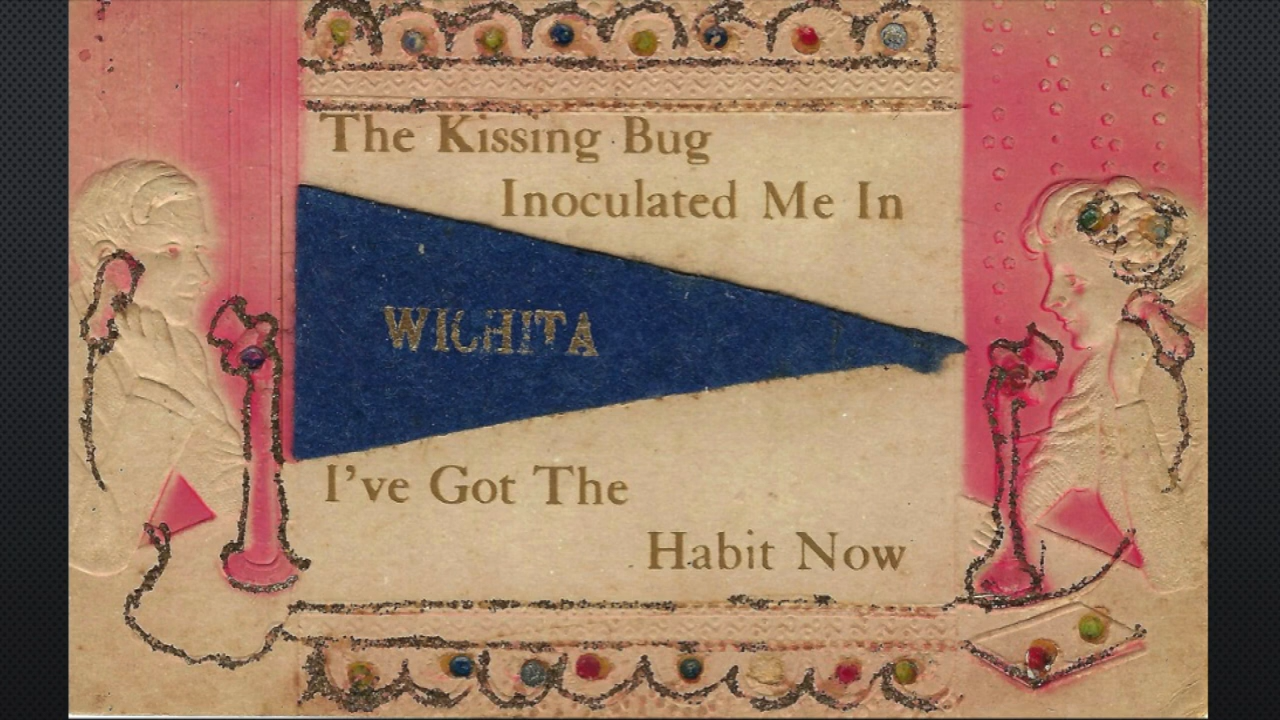 The Kissing Bug
Inoculated Me In
WICHITA
I've Got The
Habit Now